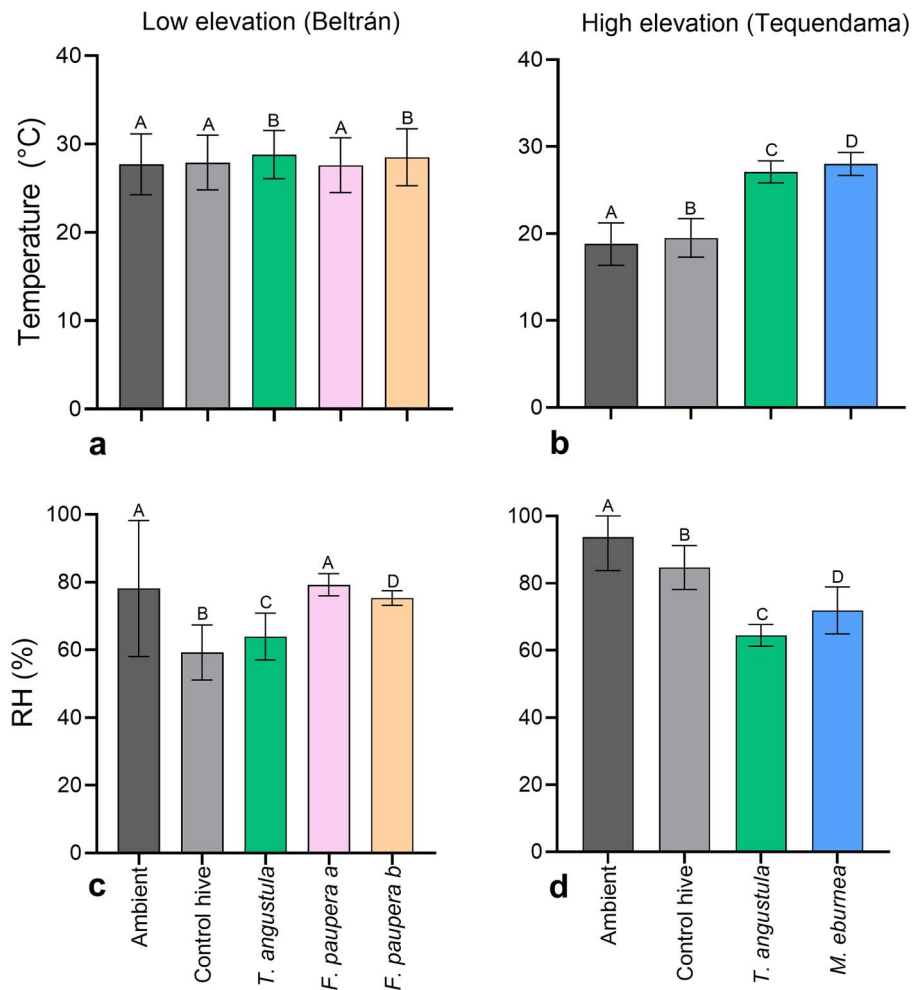 Low elevation (Beltrán)
High elevation (Tequendama)
Temperature (°C)
40
30
20
10
0
A
A
B
A
B
a
40
30
20
10
0
A
B
C
D
b
RH (%)
100
80
60
40
20
0
A
B
C
A
D
c
Ambient
Control hive
T. angustula
F. paupera a
F. paupera b
100
80
60
40
20
0
A
B
C
D
d
Ambient
Control hive
T. angustula
M. eburnea